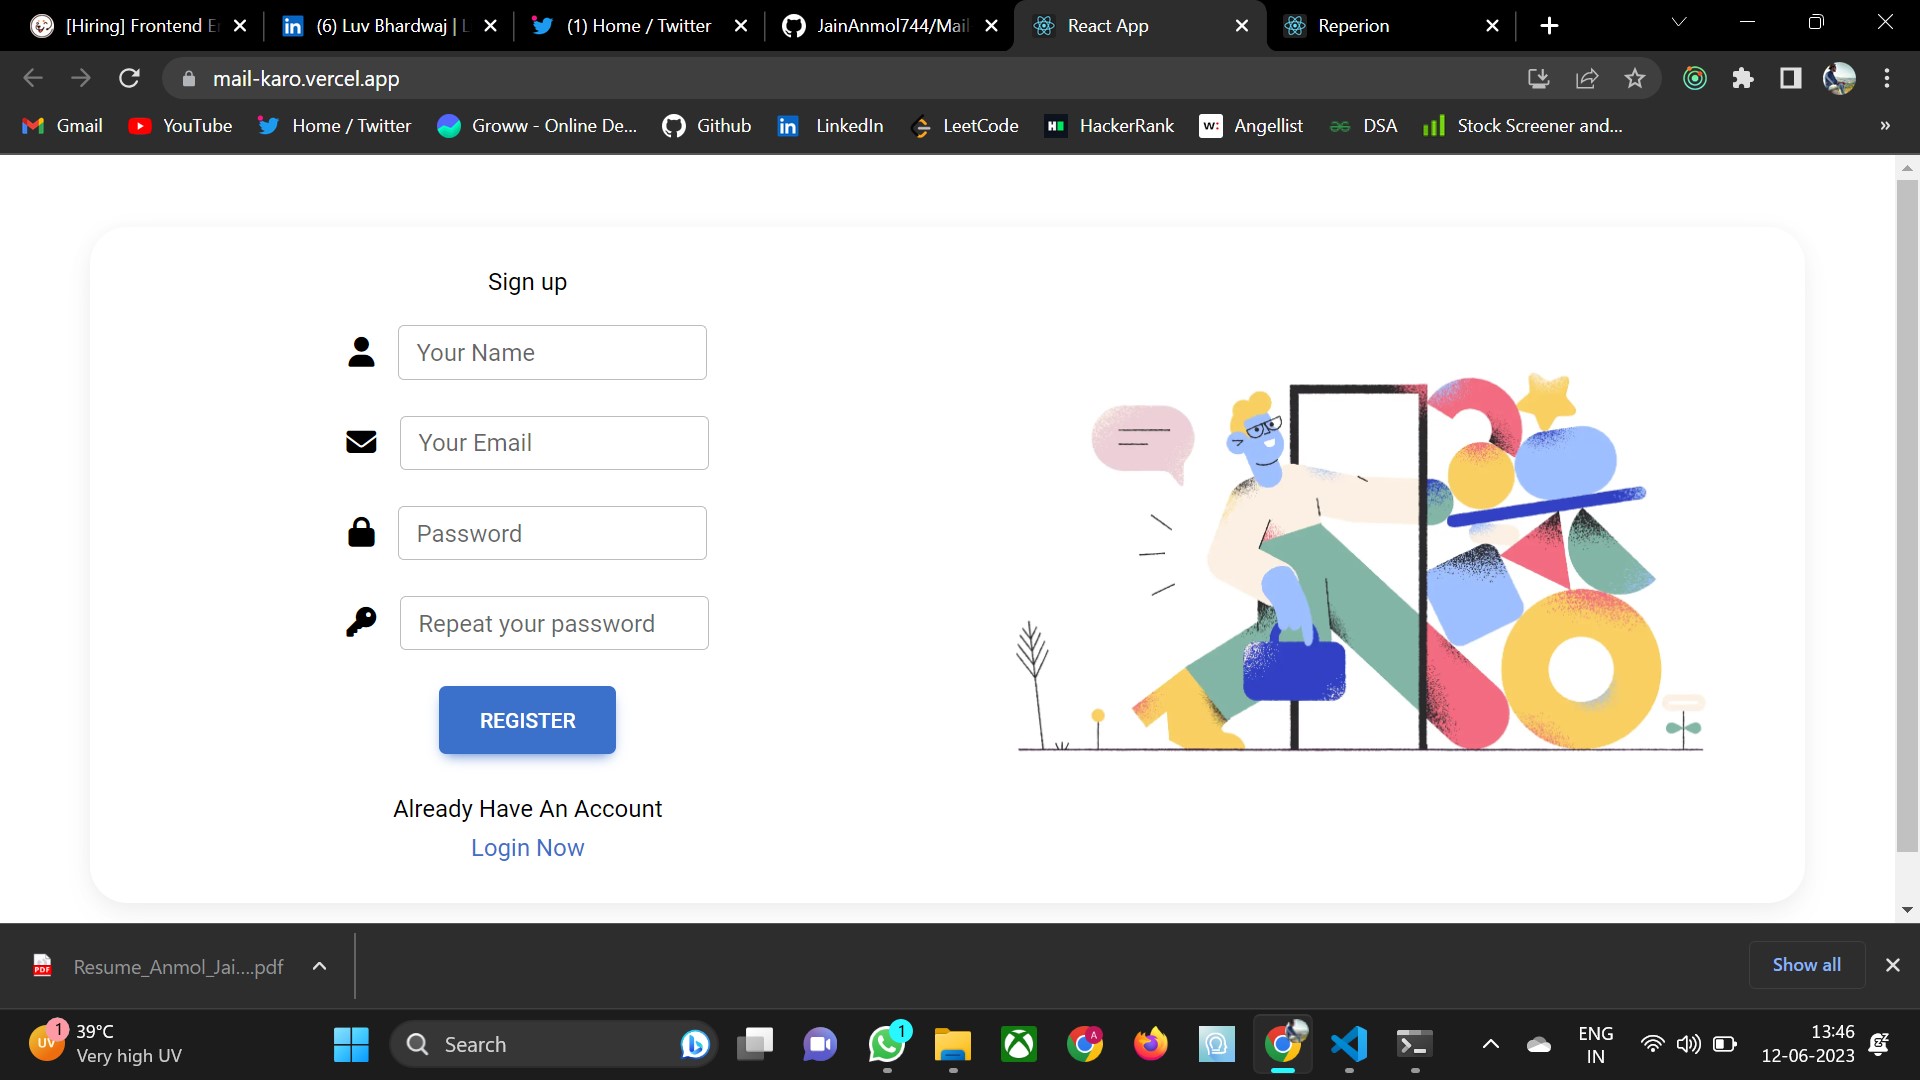 [Hiring] Frontend E
(6) Luv Bhardwaj | L
(1) Home / Twitter
JainAnmol744/Mail
React App
Reperion
mail-karo.vercel.app
Gmail
YouTube
Home / Twitter
Groww - Online De...
Github
LinkedIn
LeetCode
HackerRank
Angellist
DSA
Stock Screener and...
»
Sign up
Your Name
Your Email
Password
Repeat your password
REGISTER
Already Have An Account
Login Now
Resume_Anmol_Jai....pdf
Show all
39°C
Very high UV
Search
ENG
IN
13:46
12-06-2023